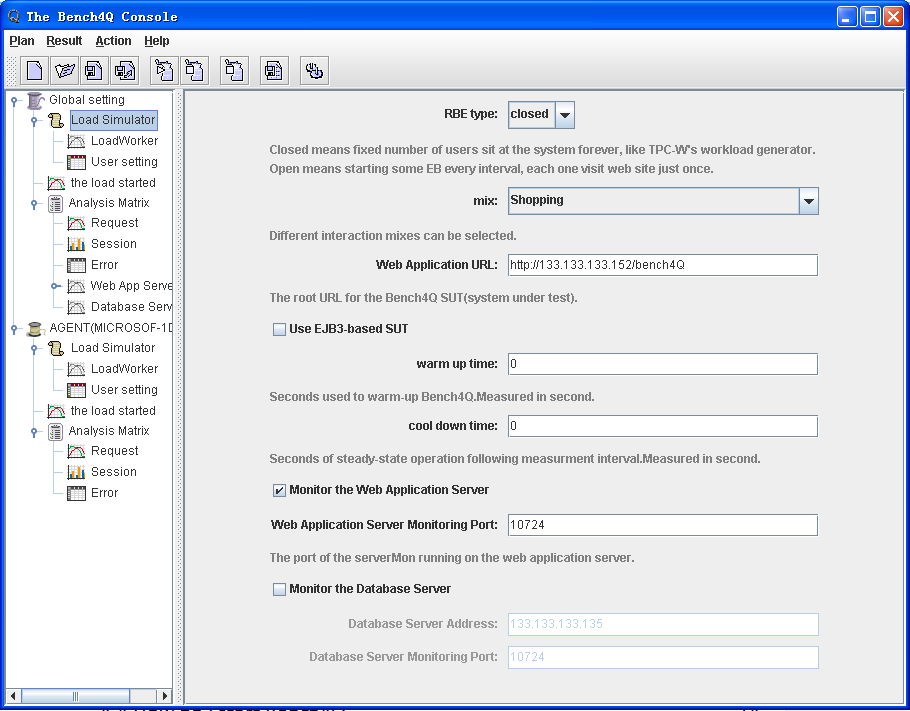 The Bench4Q Console
Plan Result Action Help
Global setting
Load Simulator
LoadWorker
User setting
the load started
Analysis Matrix
Request
Session
Error
Web App Serve
Database Serv
AGENT(MICROSOF-1D
Load Simulator
LoadWorker
User setting
the load started
Analysis Matrix
Request
Session
Error
RBE type: closed
Closed means fixed number of users sit at the system forever, like TPC-W's workload generator.
Open means starting some EB every interval, each one visit web site just once.
mix: Shopping
Different interaction mixes can be selected.
Web Application URL: http://133.133.133.152/bench4Q
The root URL for the Bench4Q SUT(system under test).
Use EJB3-based SUT
warm up time: 0
Seconds used to warm-up Bench4Q.Measured in second.
cool down time: 0
Seconds of steady-state operation following measurment interval.Measured in second.
Monitor the Web Application Server
Web Application Server Monitoring Port: 10724
The port of the serverMon running on the web application server.
Monitor the Database Server
Database Server Address: 133.133.133.135
Database Server Monitoring Port: 10724